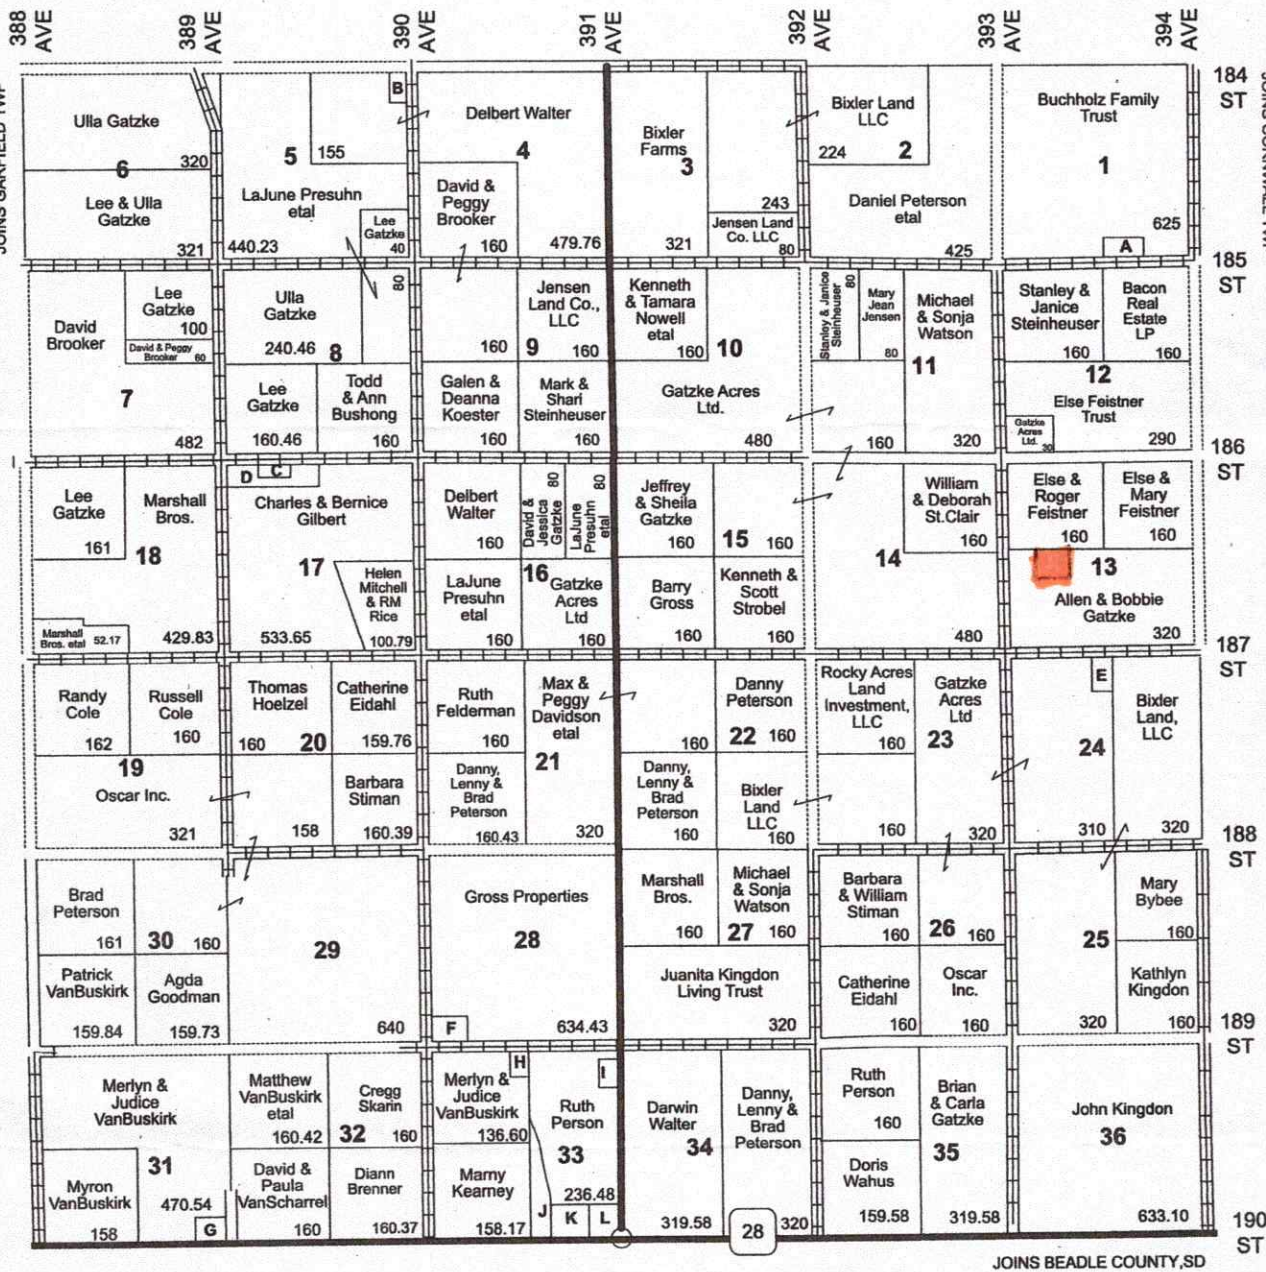 388 AVE
389 AVE
390 AVE
391 AVE
392 AVE
393 AVE
394 AVE
184 ST
JOINS GARFIELD TWP
Ulla Gatzke
320
6
Lee & Ulla
Gatzke
321
5
155
B
LaJune Presuhn
etal
440.23
Lee
Gatzke
40
Delbert Walter
4
479.76
David &
Peggy
Brooker
160
Bixler
Farms
3
321
243
Jensen Land
Co. LLC
80
Bixler Land
LLC
224
2
Daniel Peterson
etal
425
Buchholz Family
Trust
1
625
A
185 ST
David
Brooker
7
482
Lee
Gatzke
100
David & Peggy
Brooker 60
Ulla
Gatzke
240.46
8
80
Lee
Gatzke
160.46
Todd
& Ann
Bushong
160
160
9
Jensen
Land Co.,
LLC
160
Galen &
Deanna
Koester
160
Mark &
Shari
Steinheuser
160
Kenneth
& Tamara
Nowell
etal
160
10
Gatzke Acres
Ltd.
480
Stanley & Janice
Steinheuser
80
Mary
Jean
Jensen
80
Michael
& Sonja
Watson
11
160
320
Stanley &
Janice
Steinheuser
160
Bacon
Real
Estate
LP
160
12
Else Feistner
Trust
Gatzke
Acres
Ltd.
30
290
186 ST
Lee
Gatzke
161
Marshall
Bros.
18
Marshall
Bros. etal
52.17
429.83
D
C
Charles & Bernice
Gilbert
17
533.65
Helen
Mitchell
& RM
Rice
100.79
Delbert
Walter
160
David &
Jessica
Gatzke
80
LaJune
Presuhn
etal
80
16
LaJune
Presuhn
etal
160
Gatzke
Acres
Ltd
160
Jeffrey
& Sheila
Gatzke
160
15
160
Barry
Gross
160
Kenneth &
Scott
Strobel
160
William
& Deborah
St.Clair
160
14
480
Else &
Roger
Feistner
160
Else &
Mary
Feistner
160
13
Allen & Bobbie
Gatzke
320
187 ST
Randy
Cole
162
Russell
Cole
160
19
Oscar Inc.
321
Thomas
Hoelzel
160
20
Catherine
Eidahl
159.76
158
Barbara
Stiman
160.39
Ruth
Felderman
160
Max &
Peggy
Davidson
etal
21
Danny,
Lenny &
Brad
Peterson
160.43
320
160
Danny
Peterson
22
160
Danny,
Lenny &
Brad
Peterson
160
Bixler
Land
LLC
160
Rocky Acres
Land
Investment,
LLC
160
Gatzke
Acres
Ltd
23
160
320
E
24
310
Bixler
Land,
LLC
320
188 ST
Brad
Peterson
161
30
160
Patrick
VanBuskirk
159.84
Agda
Goodman
159.73
29
640
Gross Properties
28
F
634.43
Marshall
Bros.
160
27
Michael
& Sonja
Watson
160
Juanita Kingdon
Living Trust
320
Barbara
& William
Stiman
160
26
160
Catherine
Eidahl
160
Oscar
Inc.
160
25
320
Mary
Bybee
160
Kathlyn
Kingdon
160
189 ST
Merlyn &
Judice
VanBuskirk
31
Myron
VanBuskirk
158
470.54
G
Matthew
VanBuskirk
etal
160.42
32
Cregg
Skarin
160
David &
Paula
VanScharrel
160
Diann
Brenner
160.37
Merlyn &
Judice
VanBuskirk
136.60
H
I
Ruth
Person
33
236.48
Marny
Kearney
158.17
J
K
L
Darwin
Walter
34
319.58
Danny,
Lenny &
Brad
Peterson
320
28
Ruth
Person
160
Doris
Wahus
159.58
Brian
& Carla
Gatzke
35
319.58
John Kingdon
36
633.10
190 ST
JOINS BEADLE COUNTY,SD